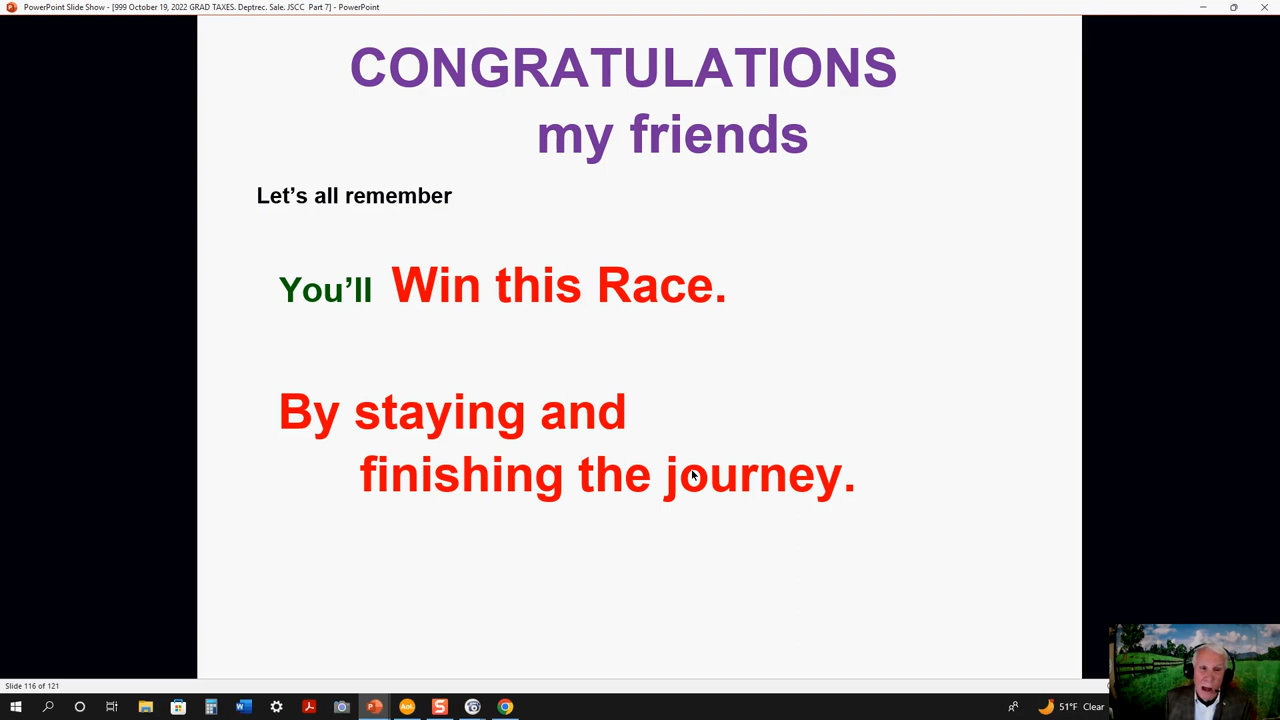 PowerPoint Slide Show - [999 October 19, 2022 GRAD TAXES. Deptrec. Sale. JSCC Part 7] - PowerPoint
CONGRATULATIONS
my friends
Let’s all remember
You’ll Win this Race.
By staying and
finishing the journey.
Slide 116 of 121
51°F Clear